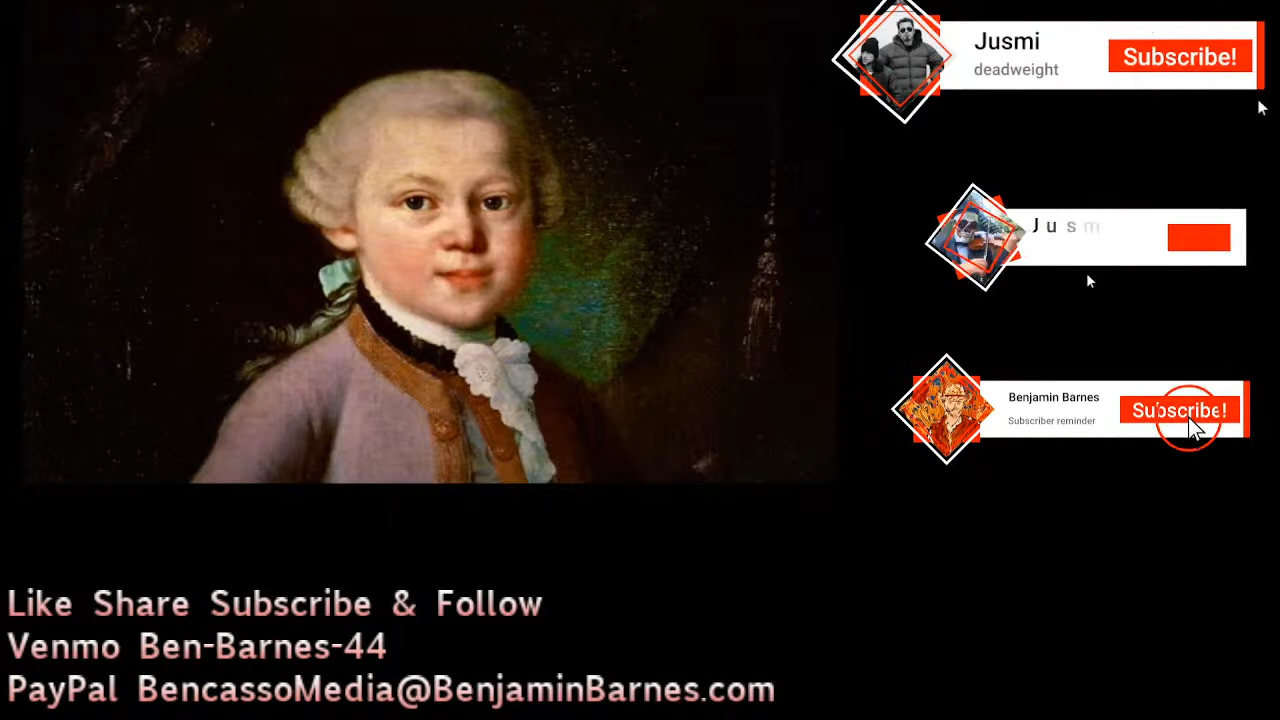 Jusmi
deadweight
Subscribe!
J u s m
Benjamin Barnes
Subscriber reminder
Subscribe!
Like Share Subscribe & Follow
Venmo Ben-Barnes-44
PayPal BencassoMedia@BenjaminBarnes.com